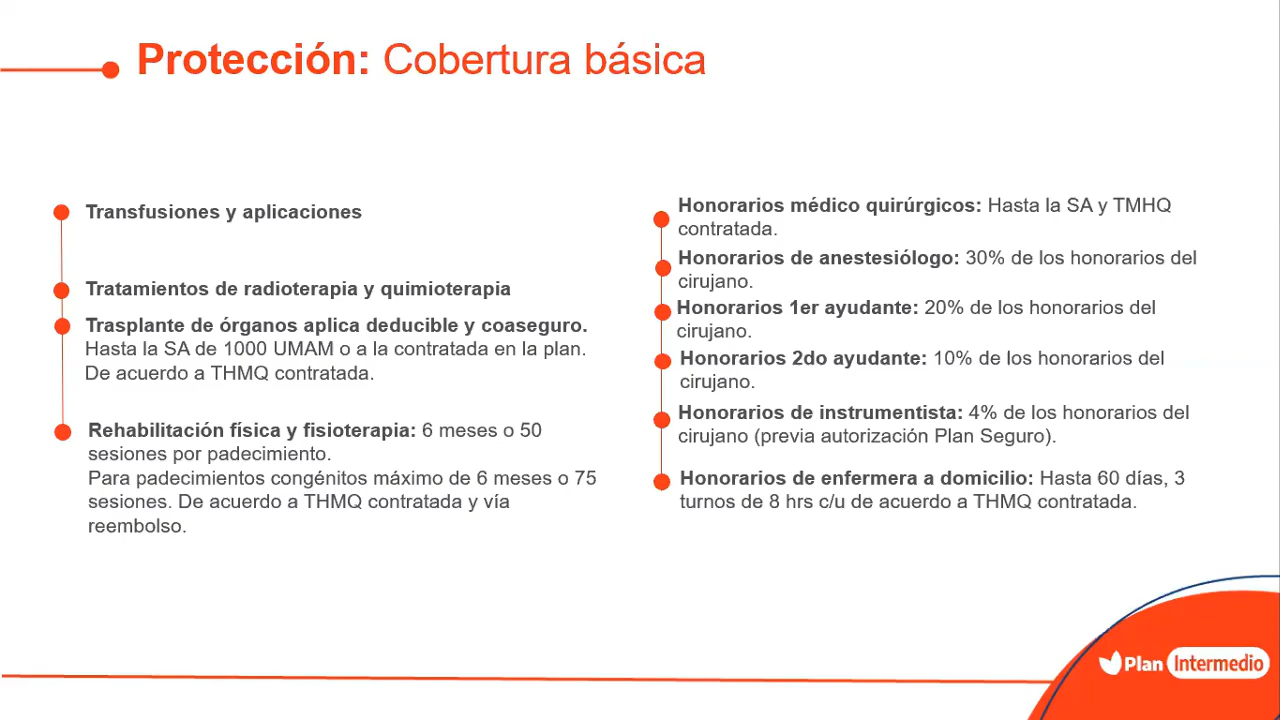 Protección: Cobertura básica
Transfusiones y aplicaciones
Tratamientos de radioterapia y quimioterapia
Trasplante de órganos aplica deducible y coaseguro.
Hasta la SA de 1000 UMAM o a la contratada en la plan.
De acuerdo a THMQ contratada.
Rehabilitación física y fisioterapia: 6 meses o 50
sesiones por padecimiento.
Para padecimientos congénitos máximo de 6 meses o 75
sesiones. De acuerdo a THMQ contratada y vía
reembolso.
Honorarios médico quirúrgicos: Hasta la SA y TMHQ
contratada.
Honorarios de anestesiólogo: 30% de los honorarios del
cirujano.
Honorarios 1er ayudante: 20% de los honorarios del
cirujano.
Honorarios 2do ayudante: 10% de los honorarios del
cirujano.
Honorarios de instrumentista: 4% de los honorarios del
cirujano (previa autorización Plan Seguro).
Honorarios de enfermera a domicilio: Hasta 60 días, 3
turnos de 8 hrs c/u de acuerdo a THMQ contratada.
Plan Intermedio